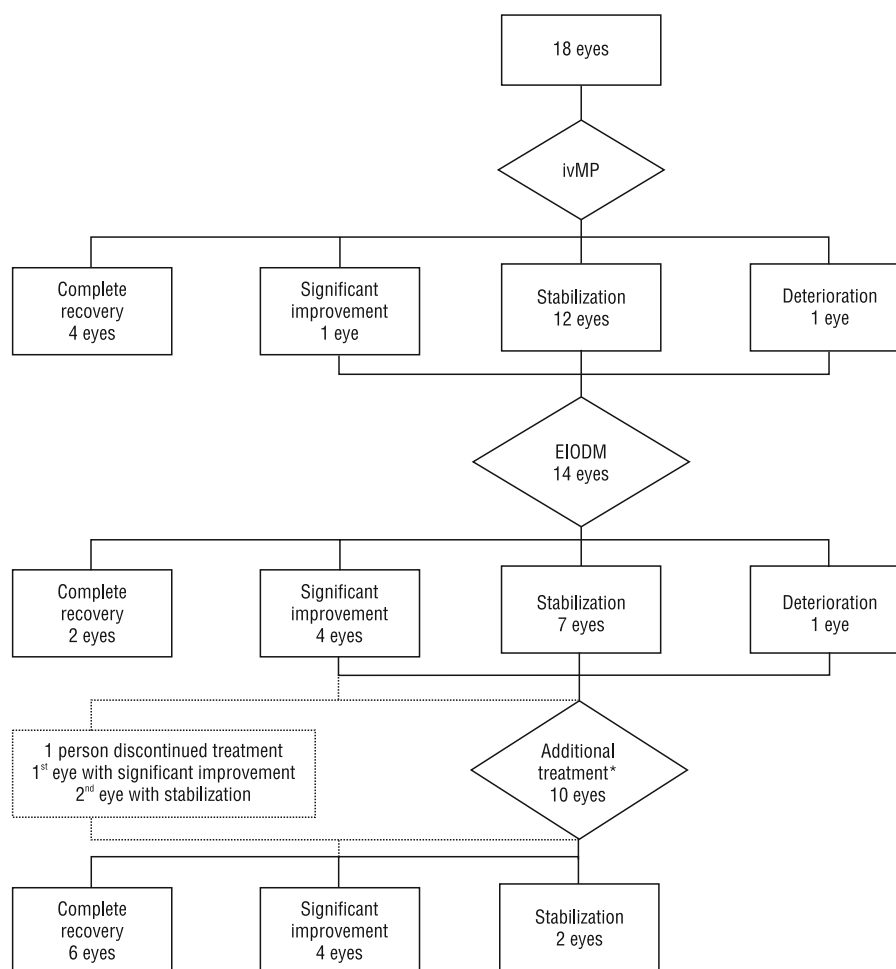 18 eyes
ivMP
Complete
recovery
4 eyes
Significant
improvement
1 eye
Stabilization
12 eyes
Deterioration
1 eye
EIODM
14 eyes
Complete
recovery
2 eyes
Significant
improvement
4 eyes
Stabilization
7 eyes
Deterioration
1 eye
1 person discontinued treatment
1st eye with significant improvement
2nd eye with stabilization
Additional
treatment*
10 eyes
Complete
recovery
6 eyes
Significant
improvement
4 eyes
Stabilization
2 eyes